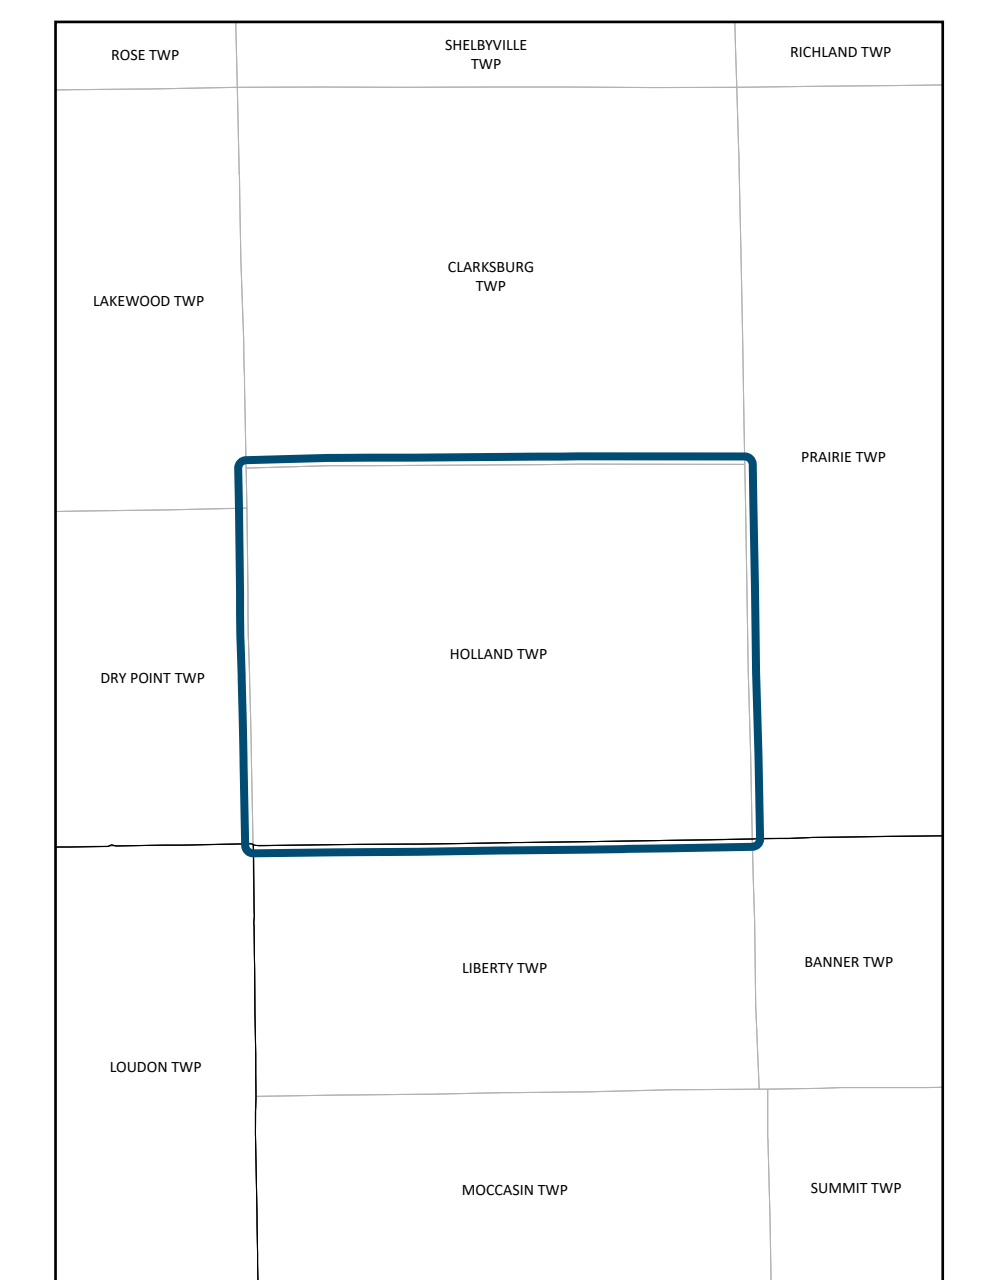 ROSE TWP
SHELBYVILLE
TWP
RICHLAND TWP
CLARKSBURG
TWP
LAKEWOOD TWP
PRAIRIE TWP
HOLLAND TWP
DRY POINT TWP
LIBERTY TWP
BANNER TWP
LOUDON TWP
MOCCASIN TWP
SUMMIT TWP